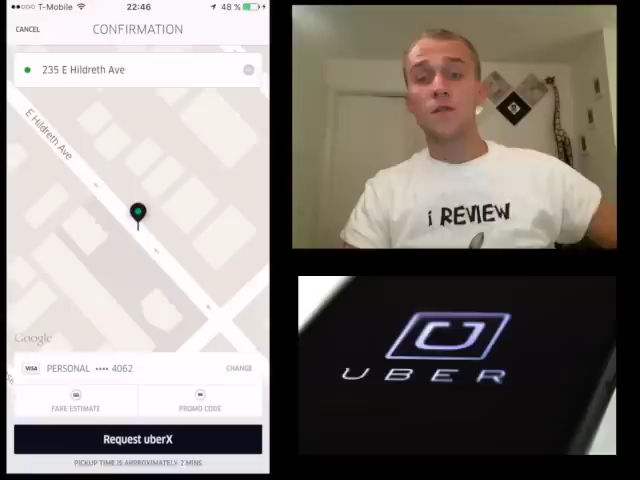 T-Mobile 22:46 48 %
CANCEL CONFIRMATION
235 E Hildreth Ave
E Hildreth Ave
Google
VISA PERSONAL •••• 4062 CHANGE
FARE ESTIMATE PROMO CODE
Request uberX
PICKUP TIME IS APPROXIMATELY 2 MINS
i REVIEW
UBER